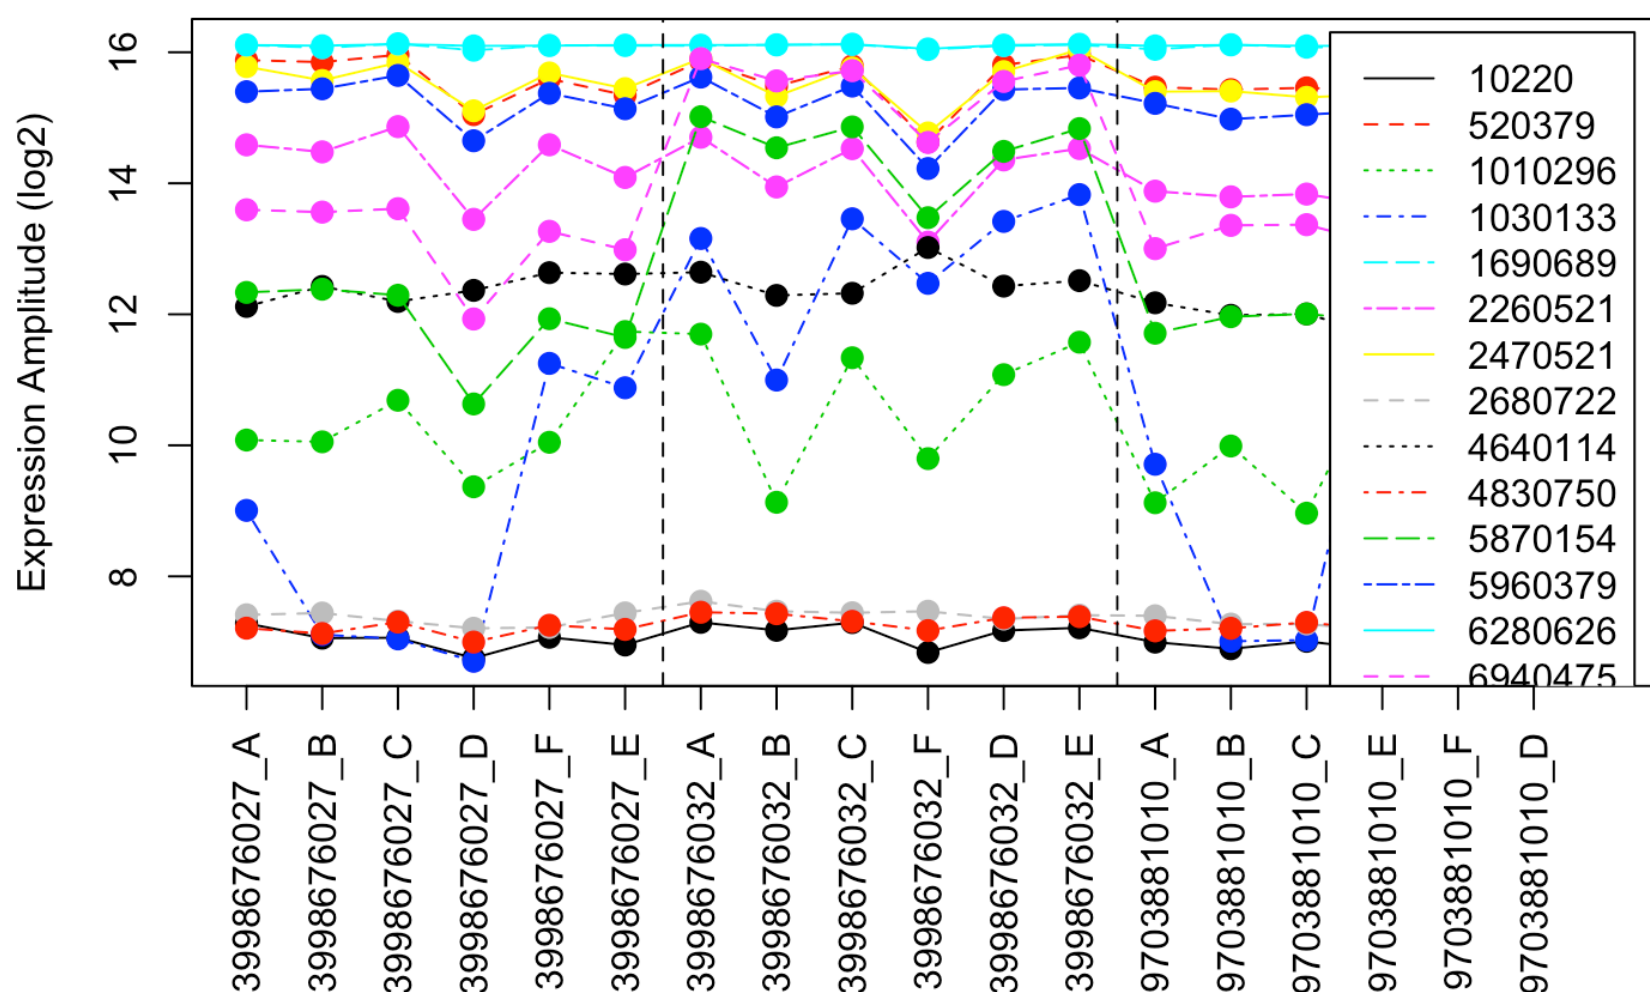 Expression Amplitude (log2)
16
14
12
10
8
10220
520379
1010296
1030133
1690689
2260521
2470521
2680722
4640114
4830750
5870154
5960379
6280626
6940475
3998676027_A
3998676027_B
3998676027_C
3998676027_D
3998676027_F
3998676027_E
3998676032_A
3998676032_B
3998676032_C
3998676032_F
3998676032_D
3998676032_E
9703881010_A
9703881010_B
9703881010_C
9703881010_E
9703881010_F
9703881010_D